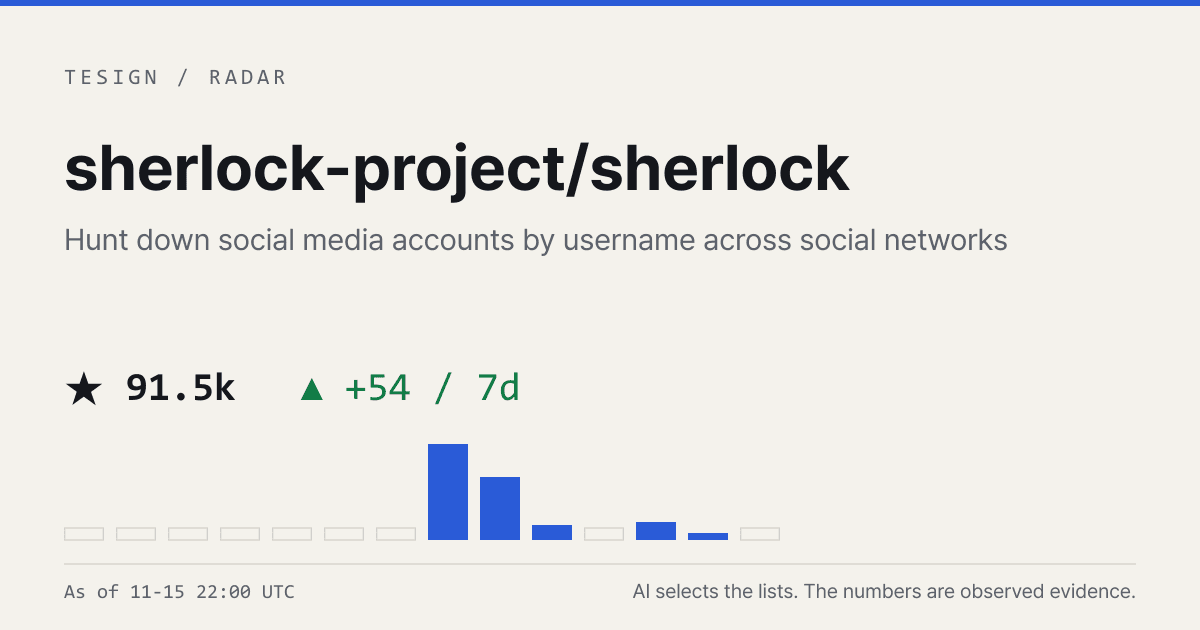 TESIGN / RADAR
sherlock-project/sherlock
Hunt down social media accounts by username across social networks
★ 91.5k ▲ +54 / 7d
As of 11-15 22:00 UTC
AI selects the lists. The numbers are observed evidence.